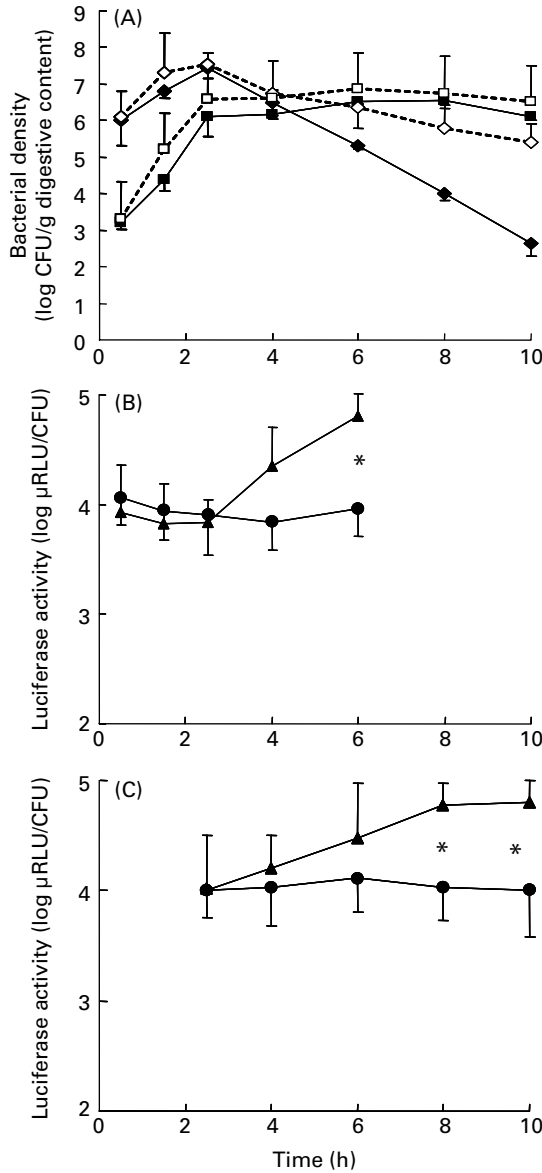 (A)
Bacterial density
(log CFU/g digestive content)
9
8
7
6
5
4
3
2
1
0
0 2 4 6 8 10
(B)
Luciferase activity (log µRLU/CFU)
5
4
3
2
*
0 2 4 6 8 10
(C)
Luciferase activity (log µRLU/CFU)
5
4
3
2
* *
0 2 4 6 8 10
Time (h)